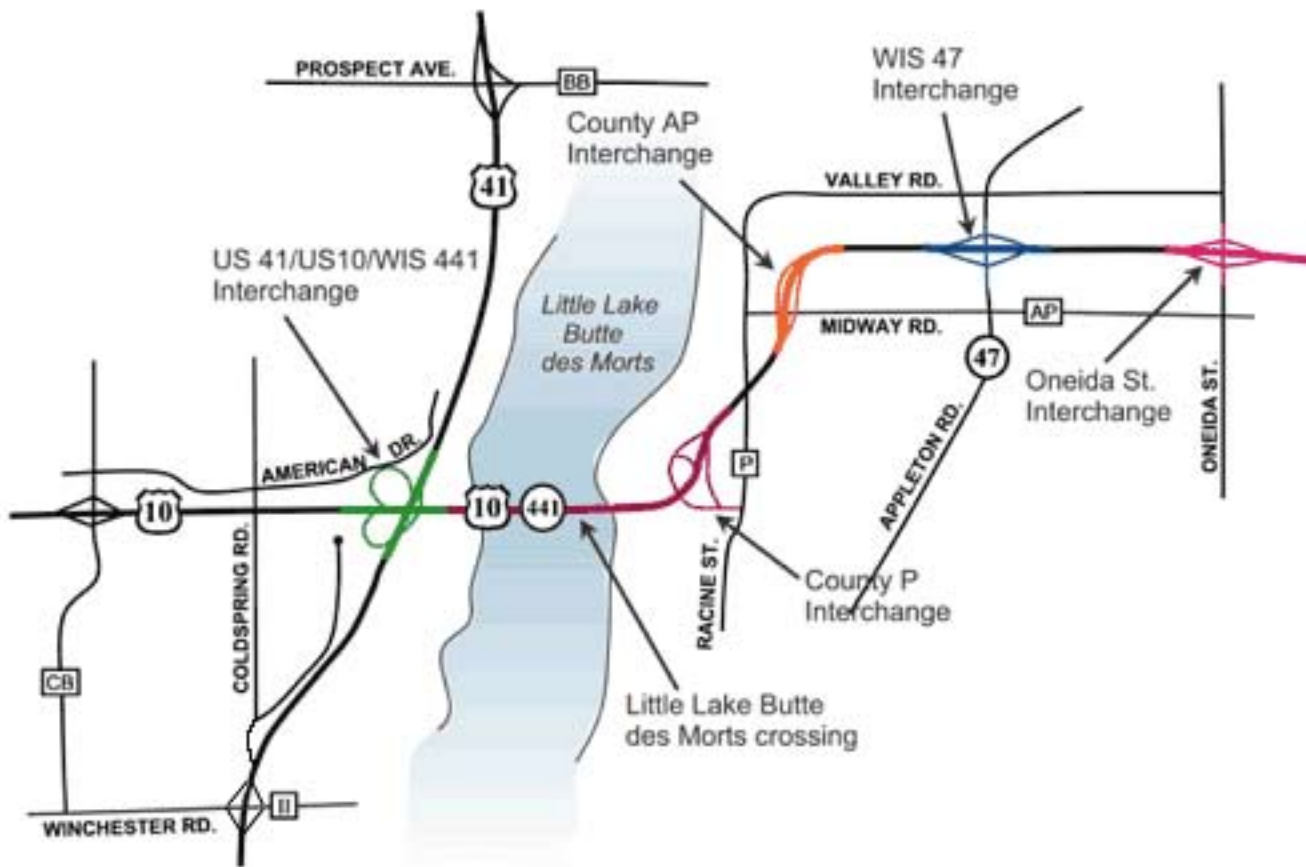 PROSPECT AVE.
BB
WIS 47
Interchange
County AP
Interchange
VALLEY RD.
41
US 41/US10/WIS 441
Interchange
Little Lake
Butte
des Morts
MIDWAY RD.
AP
47
Oneida St.
Interchange
ONEIDA ST.
AMERICAN DR.
10
10
441
P
APPLETON RD.
COLDSPRING RD.
RACINE ST.
County P
Interchange
CB
Little Lake Butte
des Morts crossing
II
WINCHESTER RD.